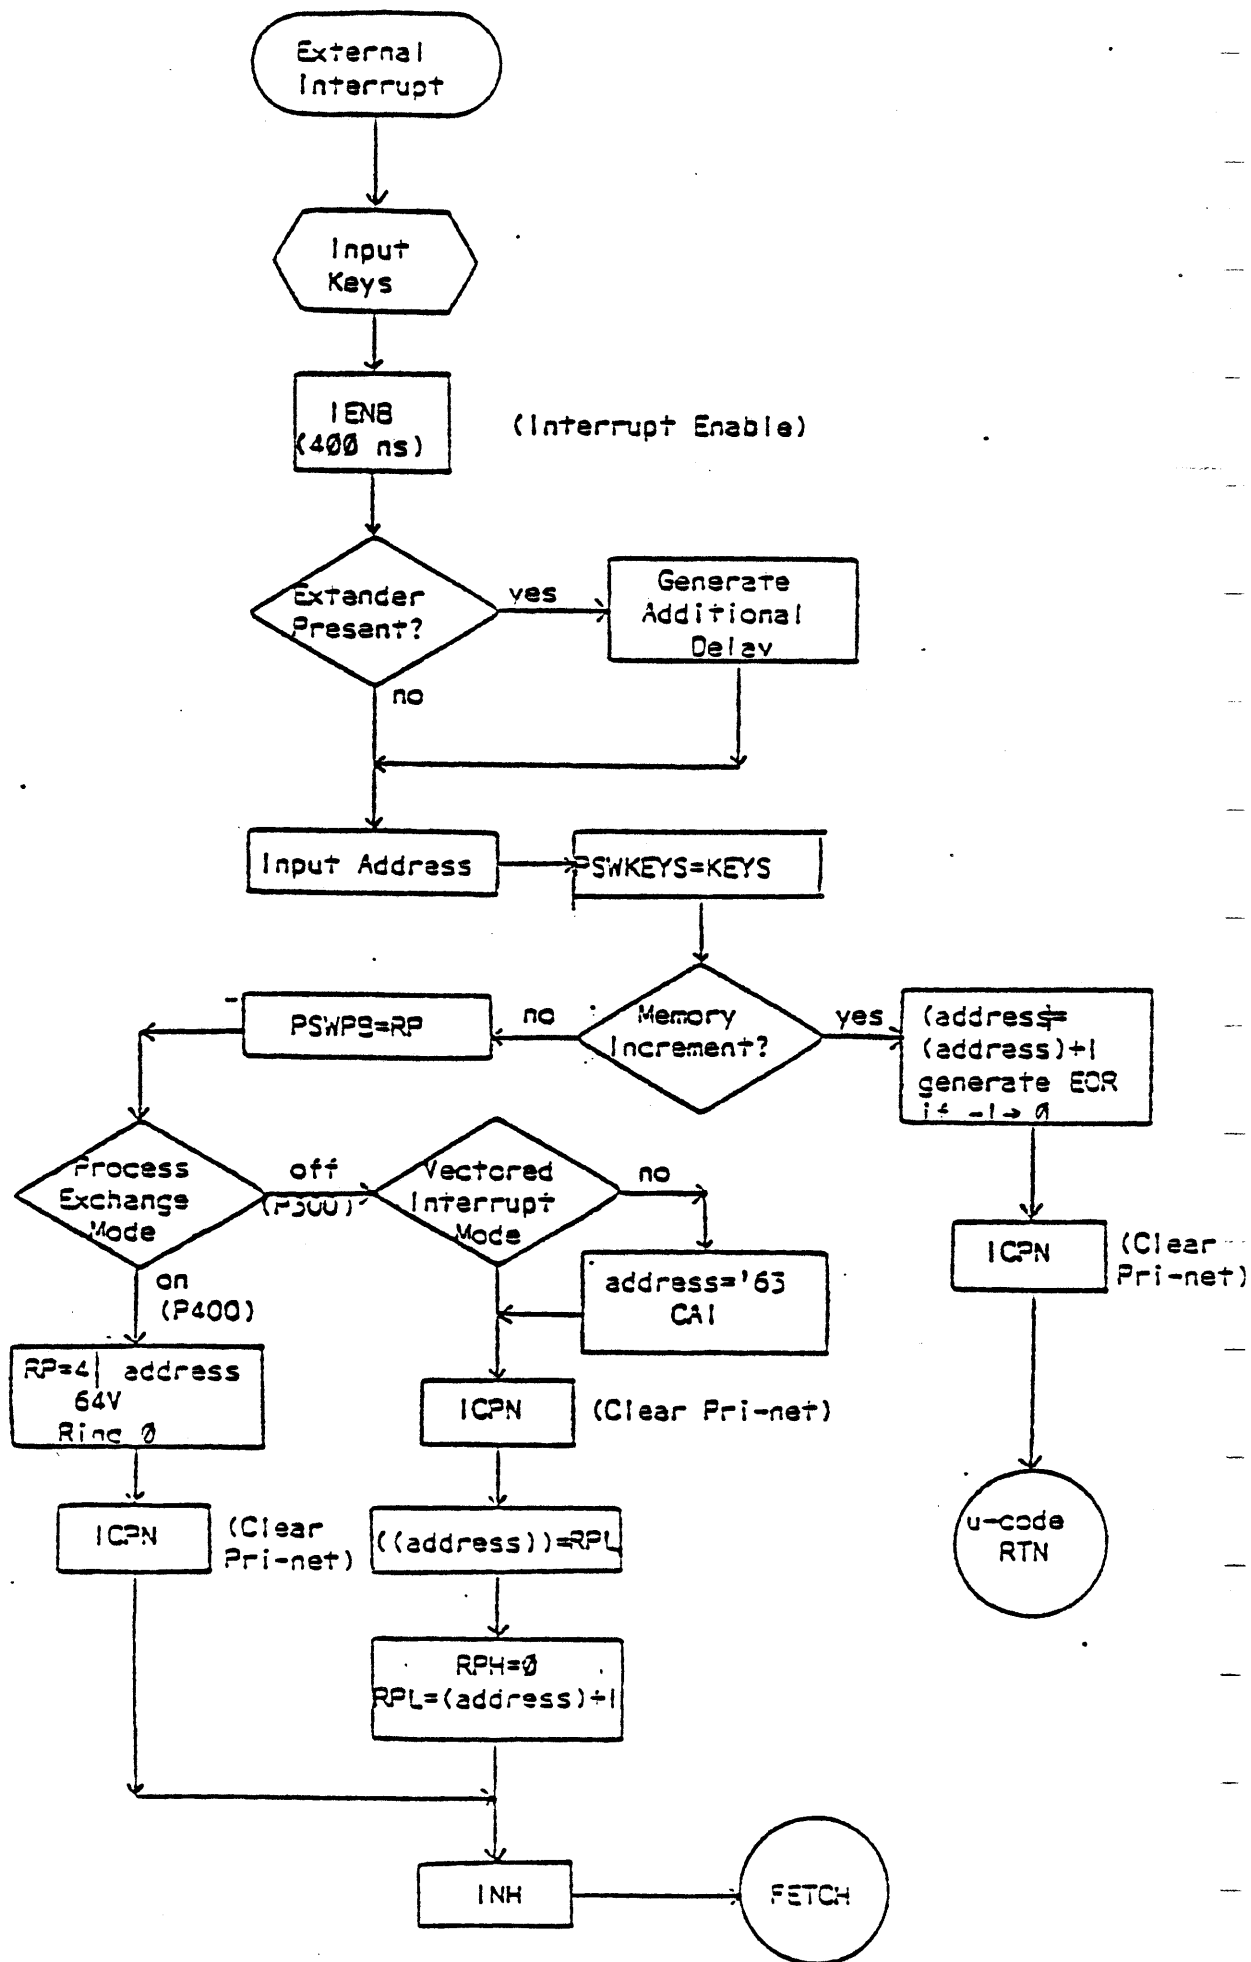 External
Interrupt
Input
Keys
IENB
(400 ns)
(Interrupt Enable)
Extender
Present?
yes
no
Generate
Additional
Delay
Input Address
PSWKEYS=KEYS
Memory
Increment?
no
yes
PSWPB=RP
(address)=
(address)+1
generate EOR
if -1→ 0
Process
Exchange
Mode
off
(P300)
on
(P400)
Vectored
Interrupt
Mode
no
address='63
CAI
ICPN
(Clear
Pri-net)
RP=4| address
64V
Ring 0
ICPN
(Clear Pri-net)
ICPN
(Clear
Pri-net)
((address))=RPL
u-code
RTN
RPH=0
RPL=(address)+1
INH
FETCH